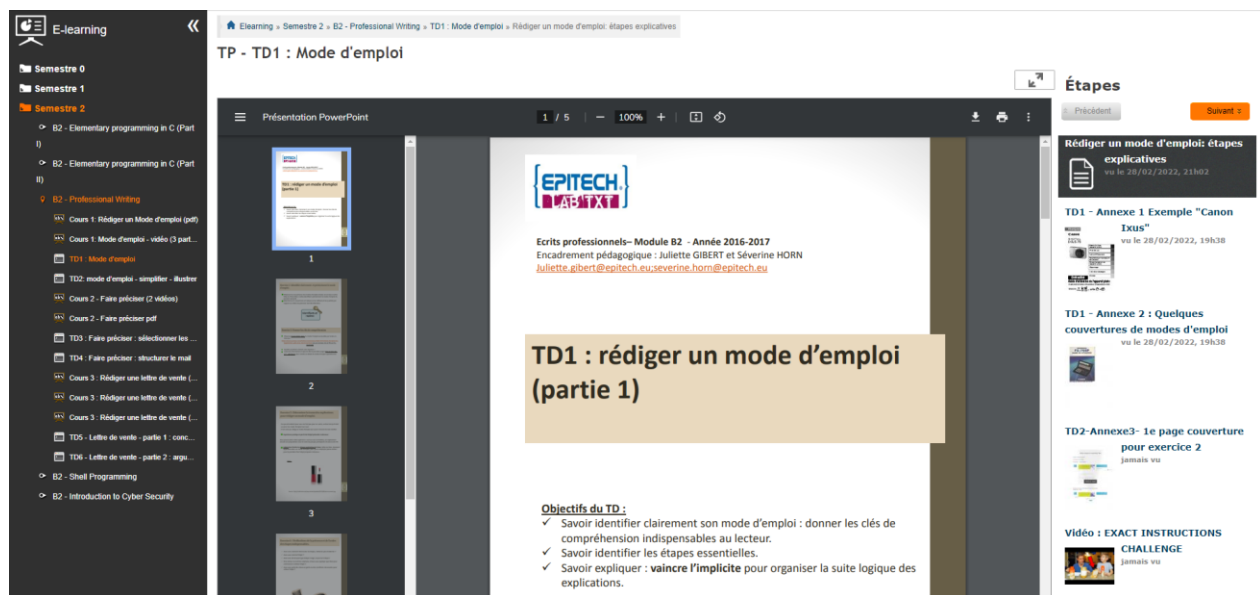 E-learning
«
Semestre 0
Semestre 1
Semestre 2
B2 - Elementary programming in C (Part
I)
B2 - Elementary programming in C (Part
II)
B2 - Professional Writing
Cours 1: Rédiger un Mode d'emploi (pdf)
Cours 1: Mode d'emploi - vidéo (3 part...
TD1 : Mode d'emploi
TD2: mode d'emploi - simplifier - illustrer
Cours 2 - Faire préciser (2 vidéos)
Cours 2 - Faire préciser pdf
TD3 : Faire préciser : sélectionner les ...
TD4 : Faire préciser : structurer le mail
Cours 3 : Rédiger une lettre de vente (...
Cours 3 : Rédiger une lettre de vente (...
Cours 3 : Rédiger une lettre de vente (...
TD5 - Lettre de vente - partie 1 : conc...
TD6 - Lettre de vente - partie 2 : argu...
B2 - Shell Programming
B2 - Introduction to Cyber Security
Elearning » Semestre 2 » B2 - Professional Writing » TD1 : Mode d'emploi » Rédiger un mode d'emploi: étapes explicatives
TP - TD1 : Mode d'emploi
Présentation PowerPoint
1 / 5 | − 100% +
1
2
3
{EPITECH.}
LAB TXT
Ecrits professionnels– Module B2 - Année 2016-2017
Encadrement pédagogique : Juliette GIBERT et Séverine HORN
Juliette.gibert@epitech.eu;severine.horn@epitech.eu
TD1 : rédiger un mode d'emploi
(partie 1)
Objectifs du TD :
✓ Savoir identifier clairement son mode d'emploi : donner les clés de
compréhension indispensables au lecteur.
✓ Savoir identifier les étapes essentielles.
✓ Savoir expliquer : vaincre l'implicite pour organiser la suite logique des
explications.
Étapes
Précédent
Suivant
Rédiger un mode d'emploi: étapes
explicatives
vu le 28/02/2022, 21h02
TD1 - Annexe 1 Exemple "Canon
Ixus"
vu le 28/02/2022, 19h38
TD1 - Annexe 2 : Quelques
couvertures de modes d'emploi
vu le 28/02/2022, 19h38
TD2-Annexe3- 1e page couverture
pour exercice 2
jamais vu
Vidéo : EXACT INSTRUCTIONS
CHALLENGE
jamais vu